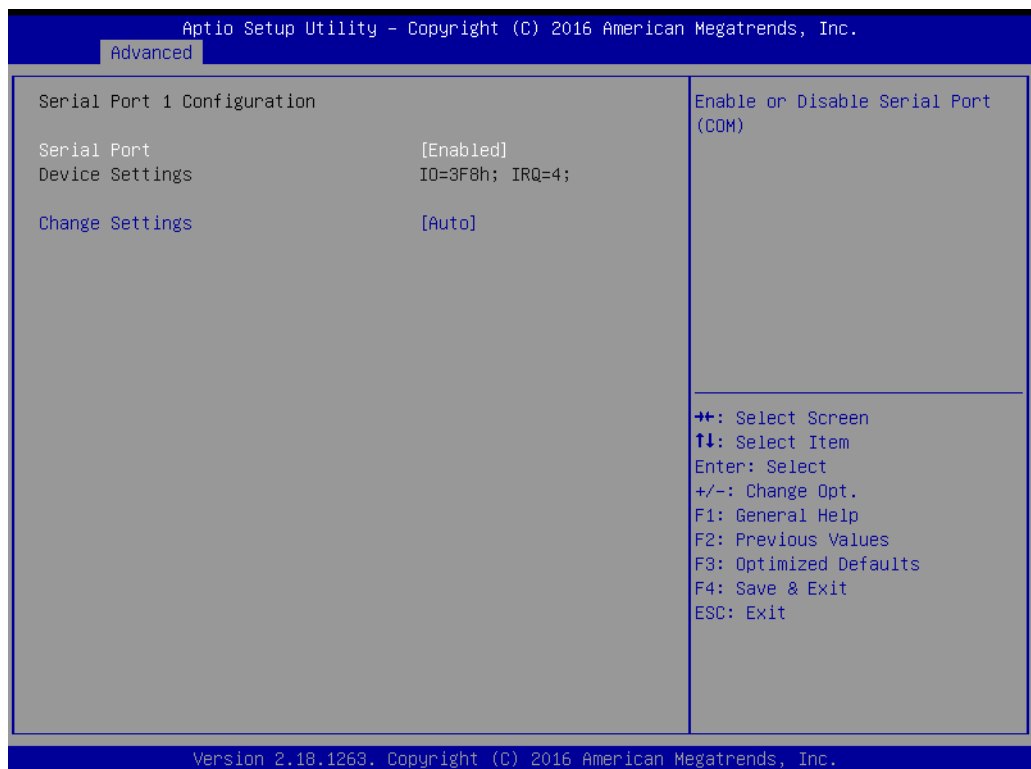 Aptio Setup Utility – Copyright (C) 2016 American Megatrends, Inc.
Advanced
Serial Port 1 Configuration
Serial Port [Enabled]
Device Settings IO=3F8h; IRQ=4;
Change Settings [Auto]
Enable or Disable Serial Port
(COM)
→←: Select Screen
↑↓: Select Item
Enter: Select
+/-: Change Opt.
F1: General Help
F2: Previous Values
F3: Optimized Defaults
F4: Save & Exit
ESC: Exit
Version 2.18.1263. Copyright (C) 2016 American Megatrends, Inc.